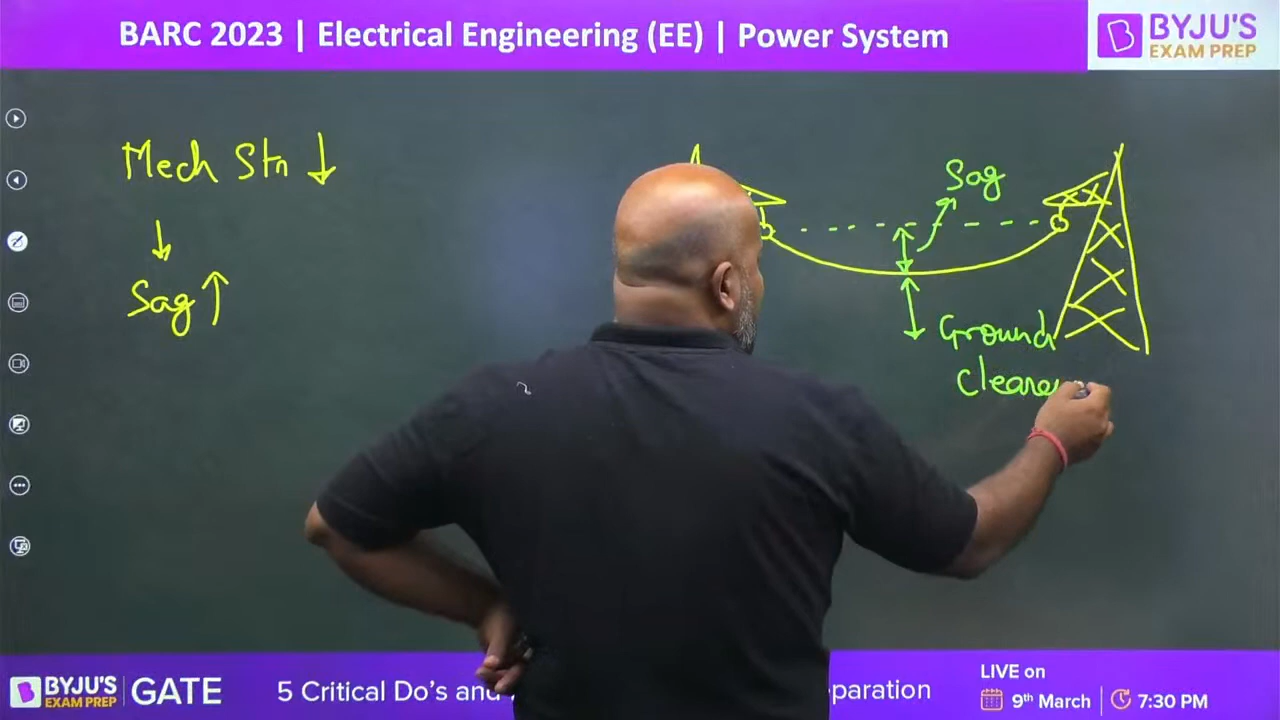 BARC 2023 | Electrical Engineering (EE) | Power System
BYJU'S
EXAM PREP
Mech Stn ↓
↓
Sag ↑
Sag
Ground
BYJU'S
EXAM PREP
GATE
5 Critical Do's and
LIVE on
9th March
7:30 PM